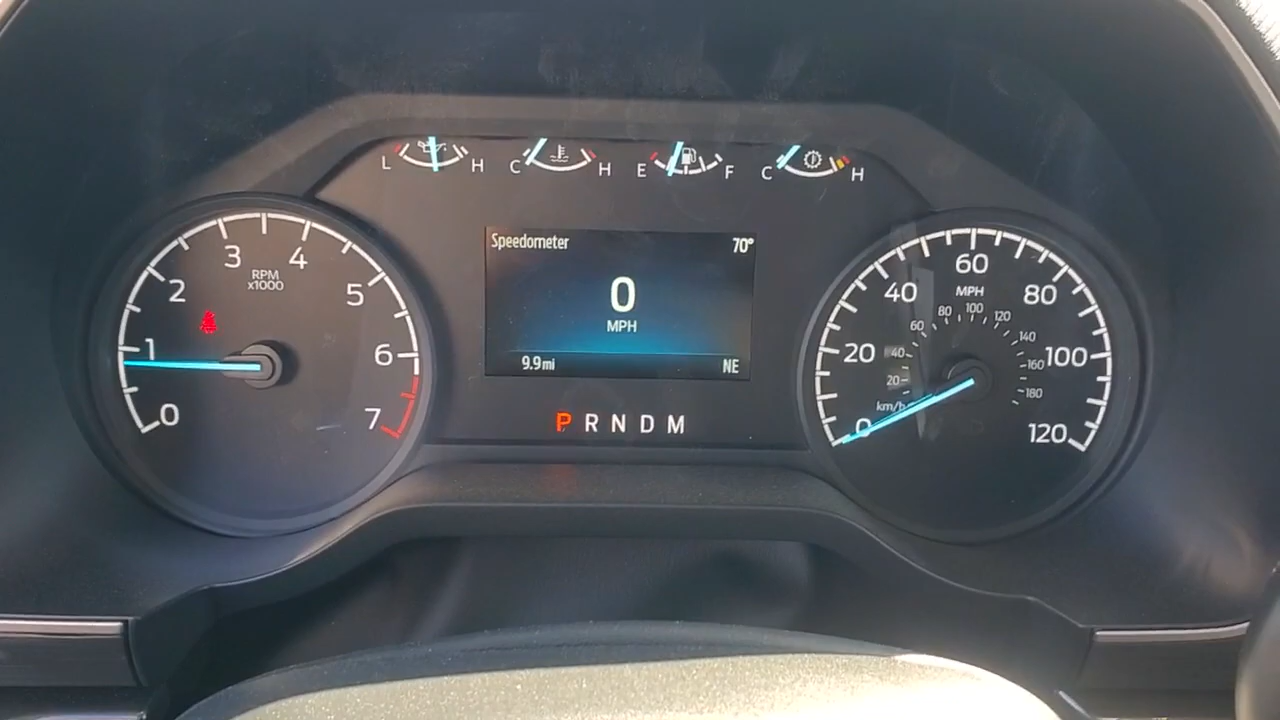 L H C H E F C H
Speedometer 70°
0
MPH
9.9mi NE
P R N D M
0 1 2 3 4 5 6 7
RPM
x1000
0 20 40 60 80 100 120
MPH
20 40 60 80 100 120 140 160 180
km/h